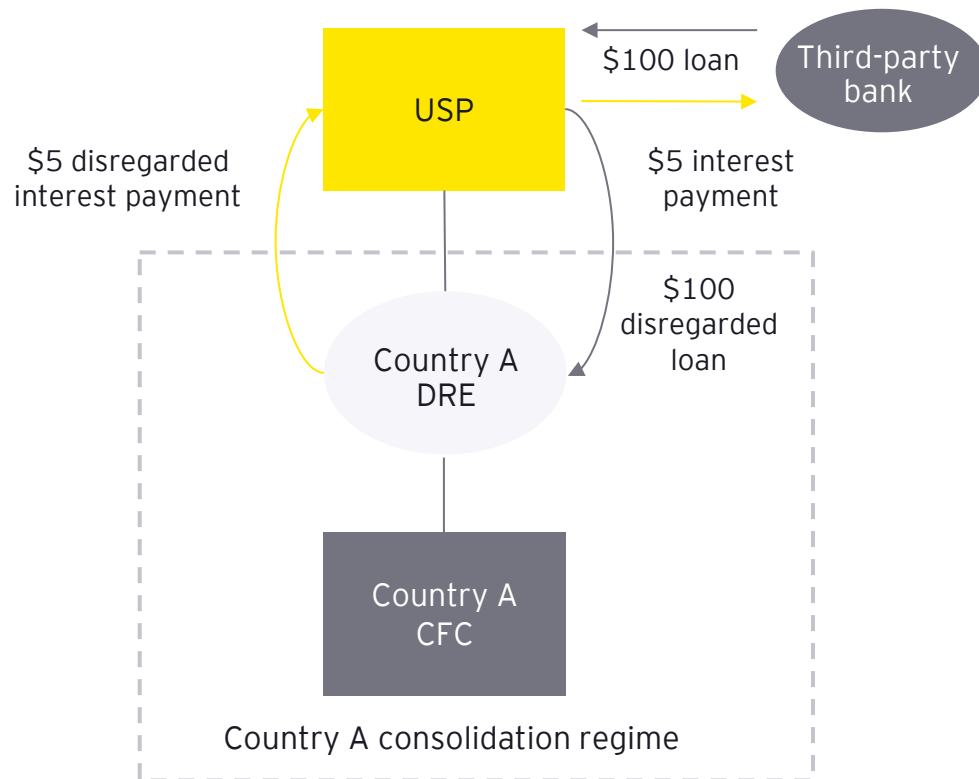 $100 loan
Third-party
bank
USP
$5 disregarded
interest payment
$5 interest
payment
$100
disregarded
loan
Country A
DRE
Country A
CFC
Country A consolidation regime